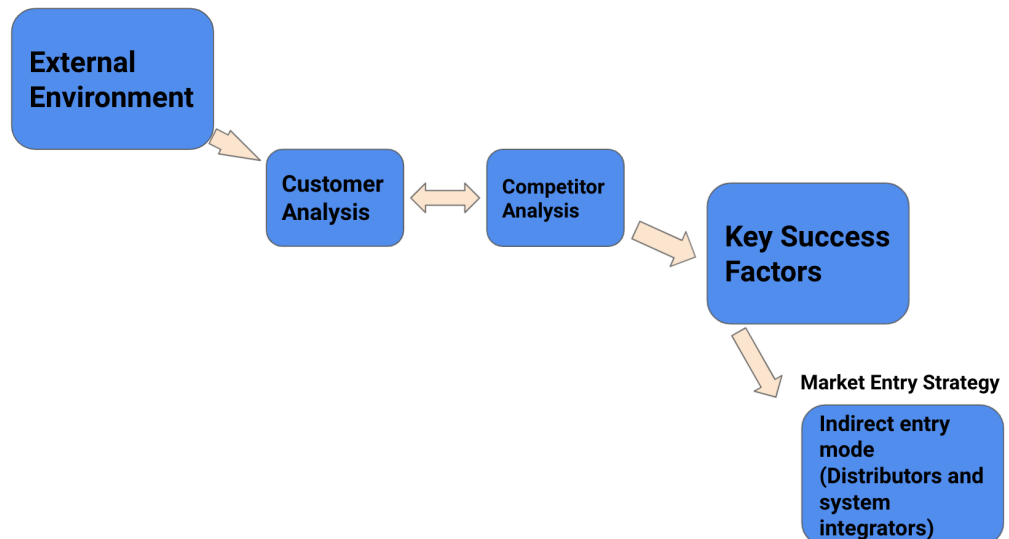 External
Environment
Customer
Analysis
Competitor
Analysis
Key Success
Factors
Market Entry Strategy
Indirect entry
mode
(Distributors and
system
integrators)